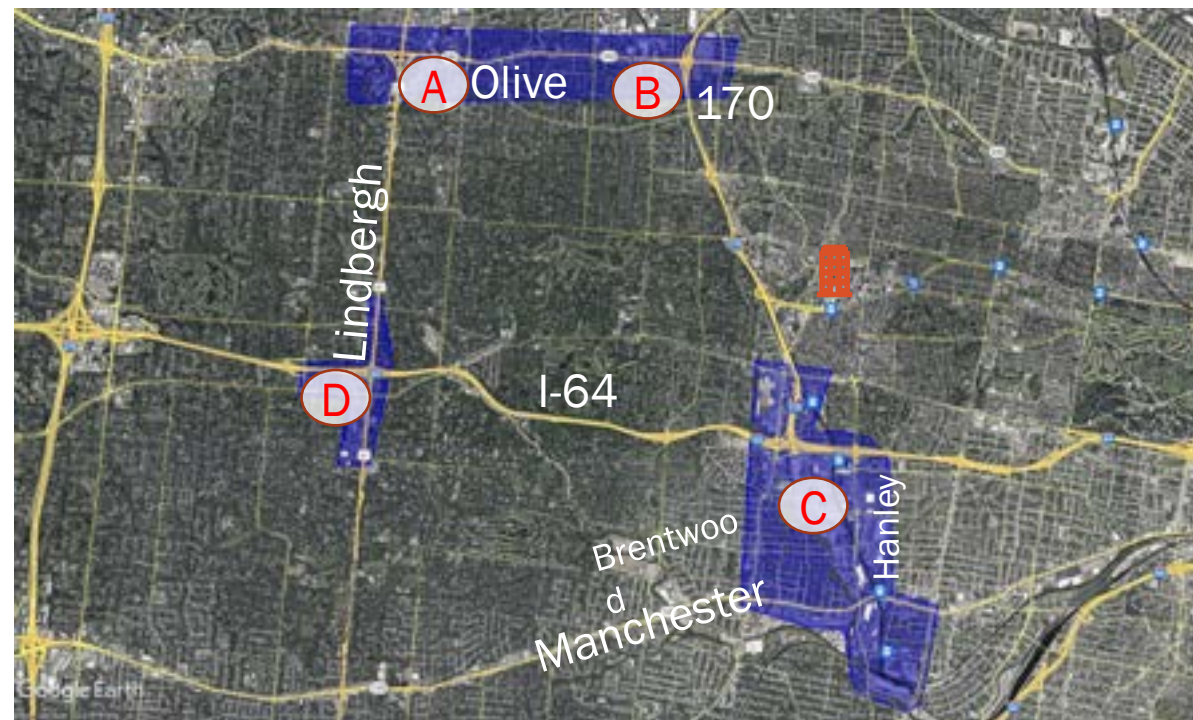 A
Olive
B
170
Lindbergh
D
I-64
C
Hanley
Brentwoo
d
Manchester
Google Earth